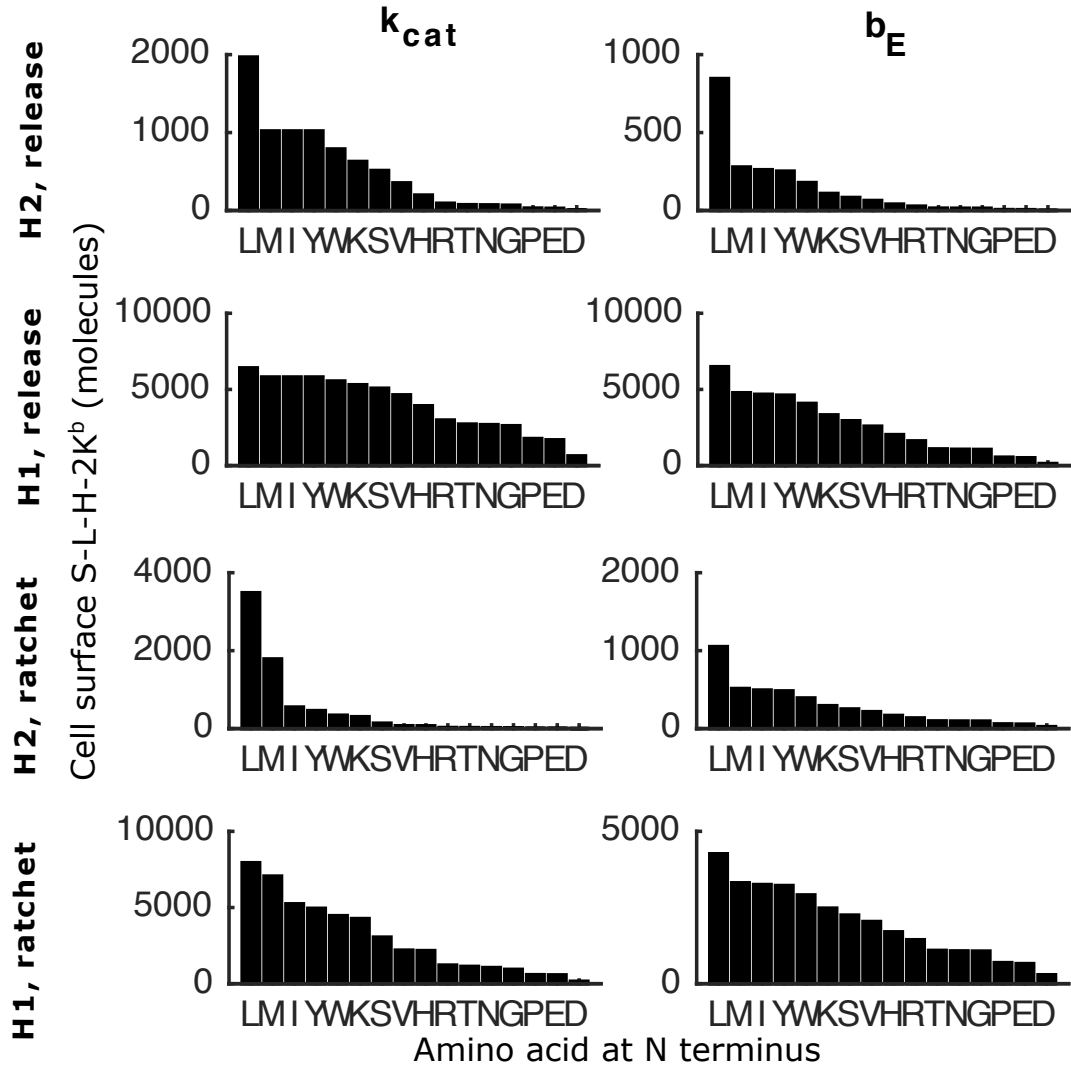 k_cat
b_E
H2, release
2000
1000
0
LMIYWKSVHRTNGPED
1000
500
0
LMIYWKSVHRTNGPED
H1, release
10000
5000
0
LMIYWKSVHRTNGPED
10000
5000
0
LMIYWKSVHRTNGPED
Cell surface S-L-H-2K^b (molecules)
H2, ratchet
4000
2000
0
LMIYWKSVHRTNGPED
2000
1000
0
LMIYWKSVHRTNGPED
H1, ratchet
10000
5000
0
LMIYWKSVHRTNGPED
5000
0
LMIYWKSVHRTNGPED
Amino acid at N terminus